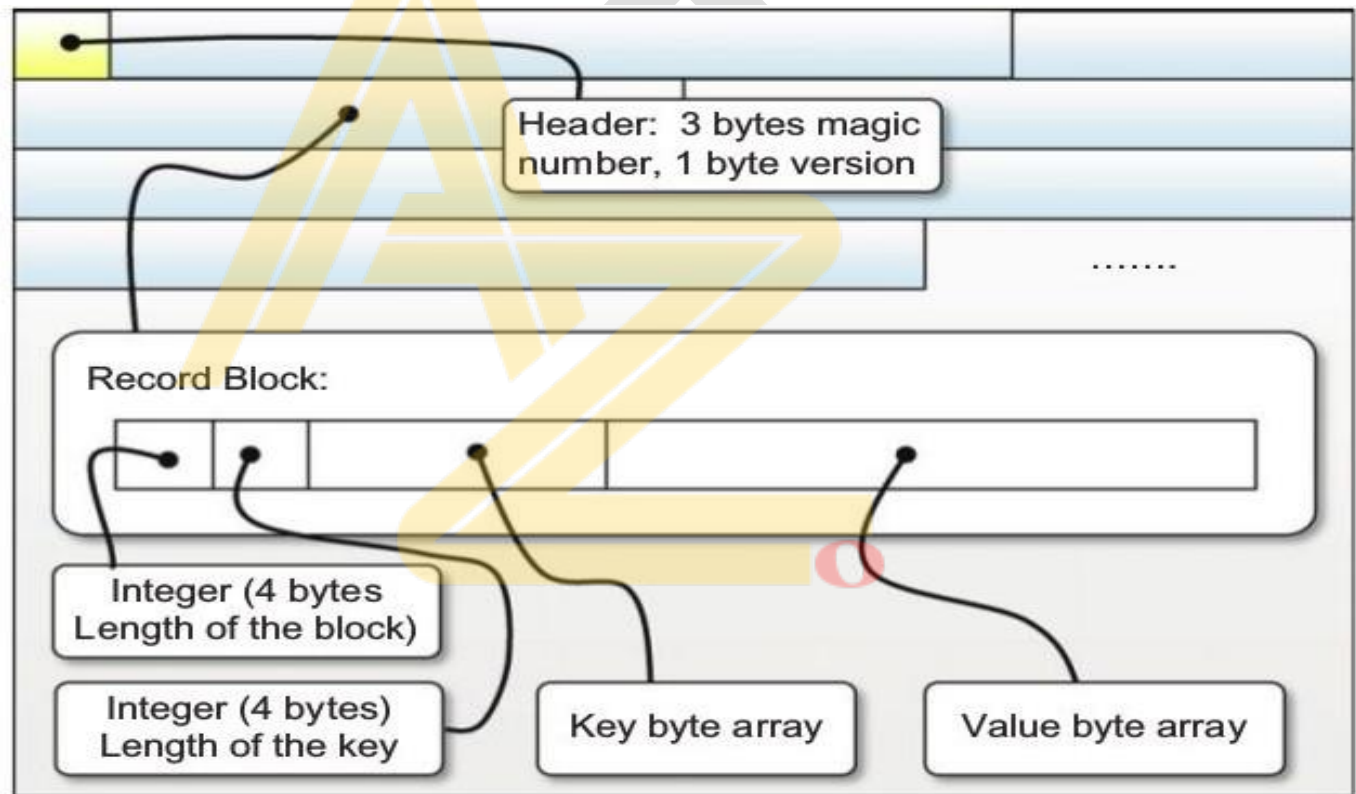 Header: 3 bytes magic
number, 1 byte version
.......
Record Block:
Integer (4 bytes
Length of the block)
Integer (4 bytes)
Length of the key
Key byte array
Value byte array